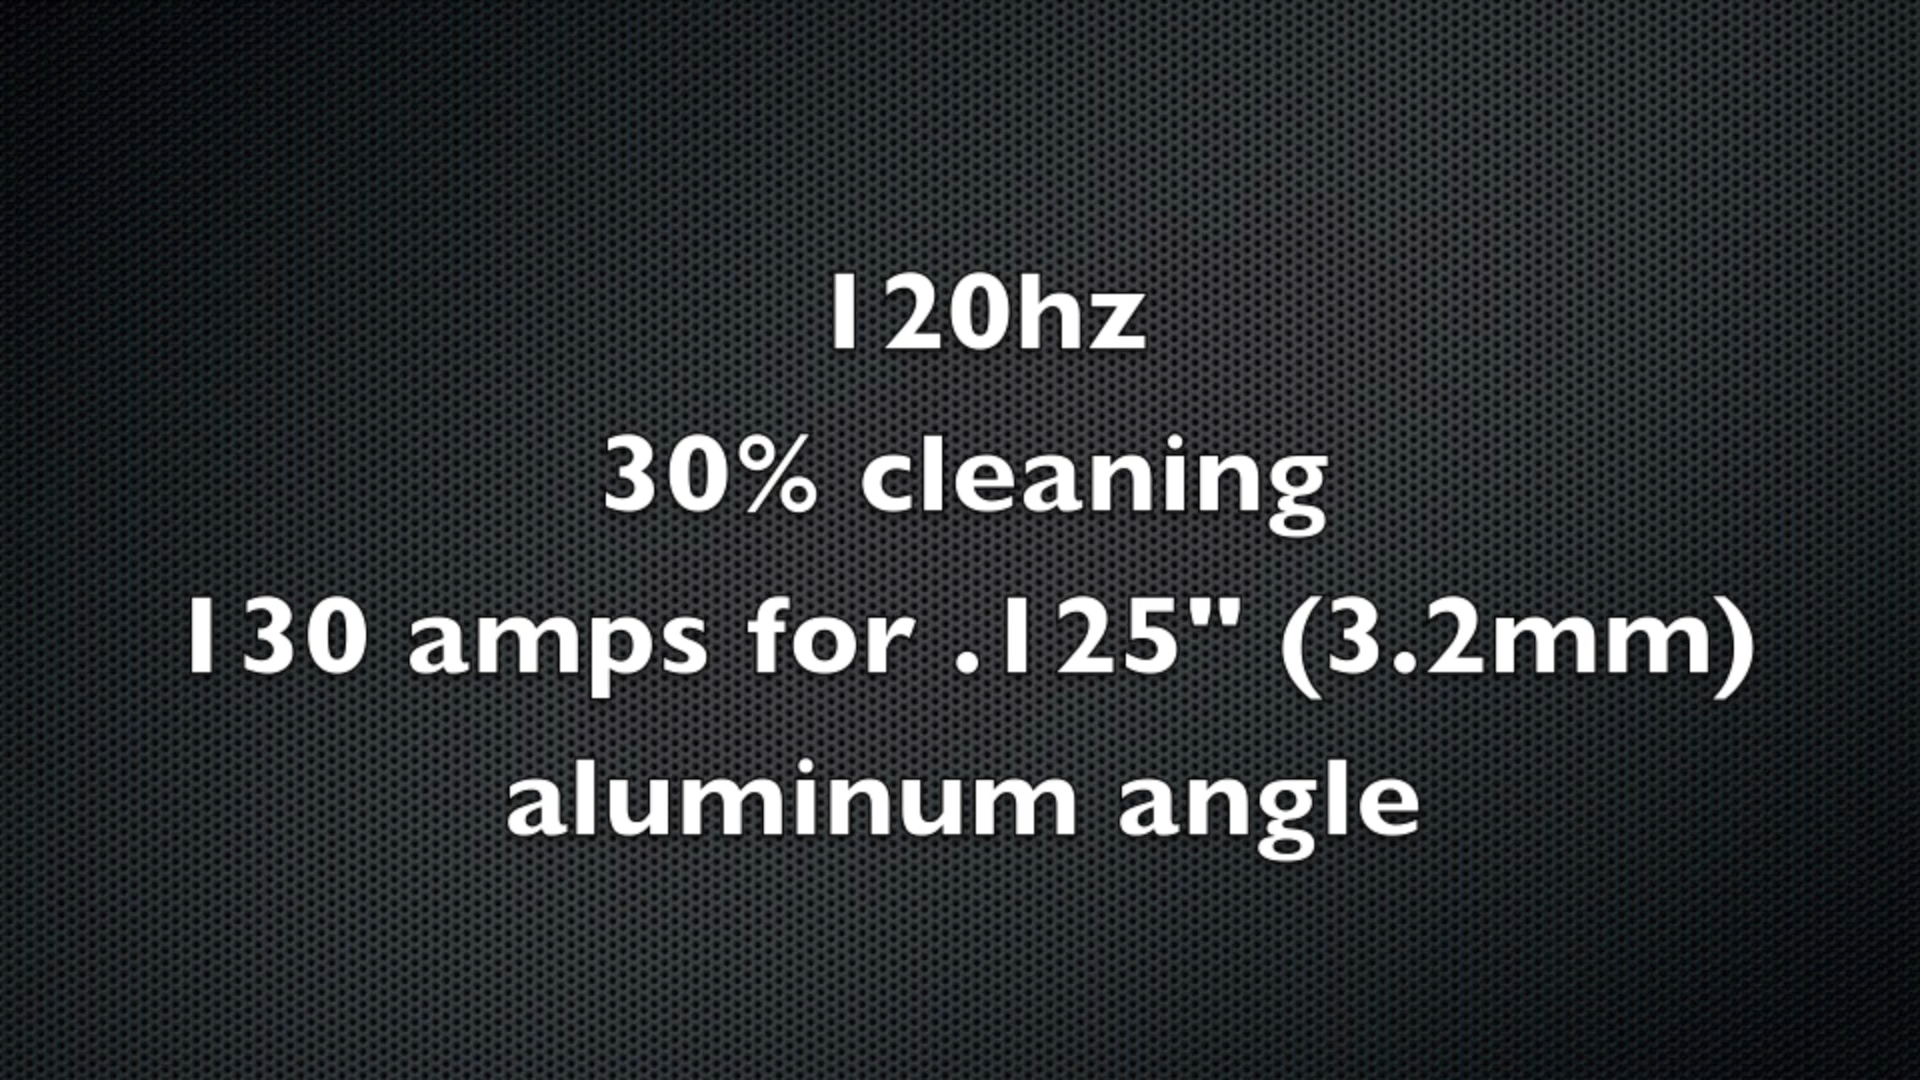 120hz
30% cleaning
130 amps for .125" (3.2mm)
aluminum angle